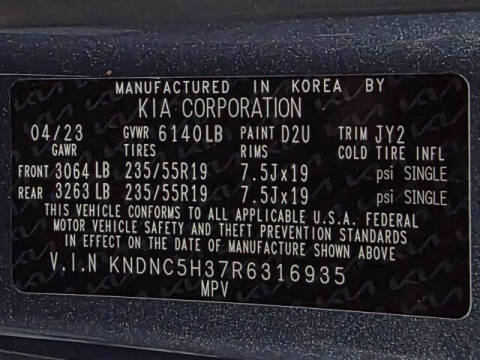 MANUFACTURED IN KOREA BY
KIA CORPORATION
04/23 GVWR 6140LB PAINT D2U TRIM JY2
GAWR TIRES RIMS COLD TIRE INFL
FRONT 3064 LB 235/55R19 7.5Jx19 psi SINGLE
REAR 3263 LB 235/55R19 7.5Jx19 psi SINGLE
THIS VEHICLE CONFORMS TO ALL APPLICABLE U.S.A. FEDERAL
MOTOR VEHICLE SAFETY AND THEFT PREVENTION STANDARDS
IN EFFECT ON THE DATE OF MANUFACTURE SHOWN ABOVE
V.I.N KNDNC5H37R6316935
MPV